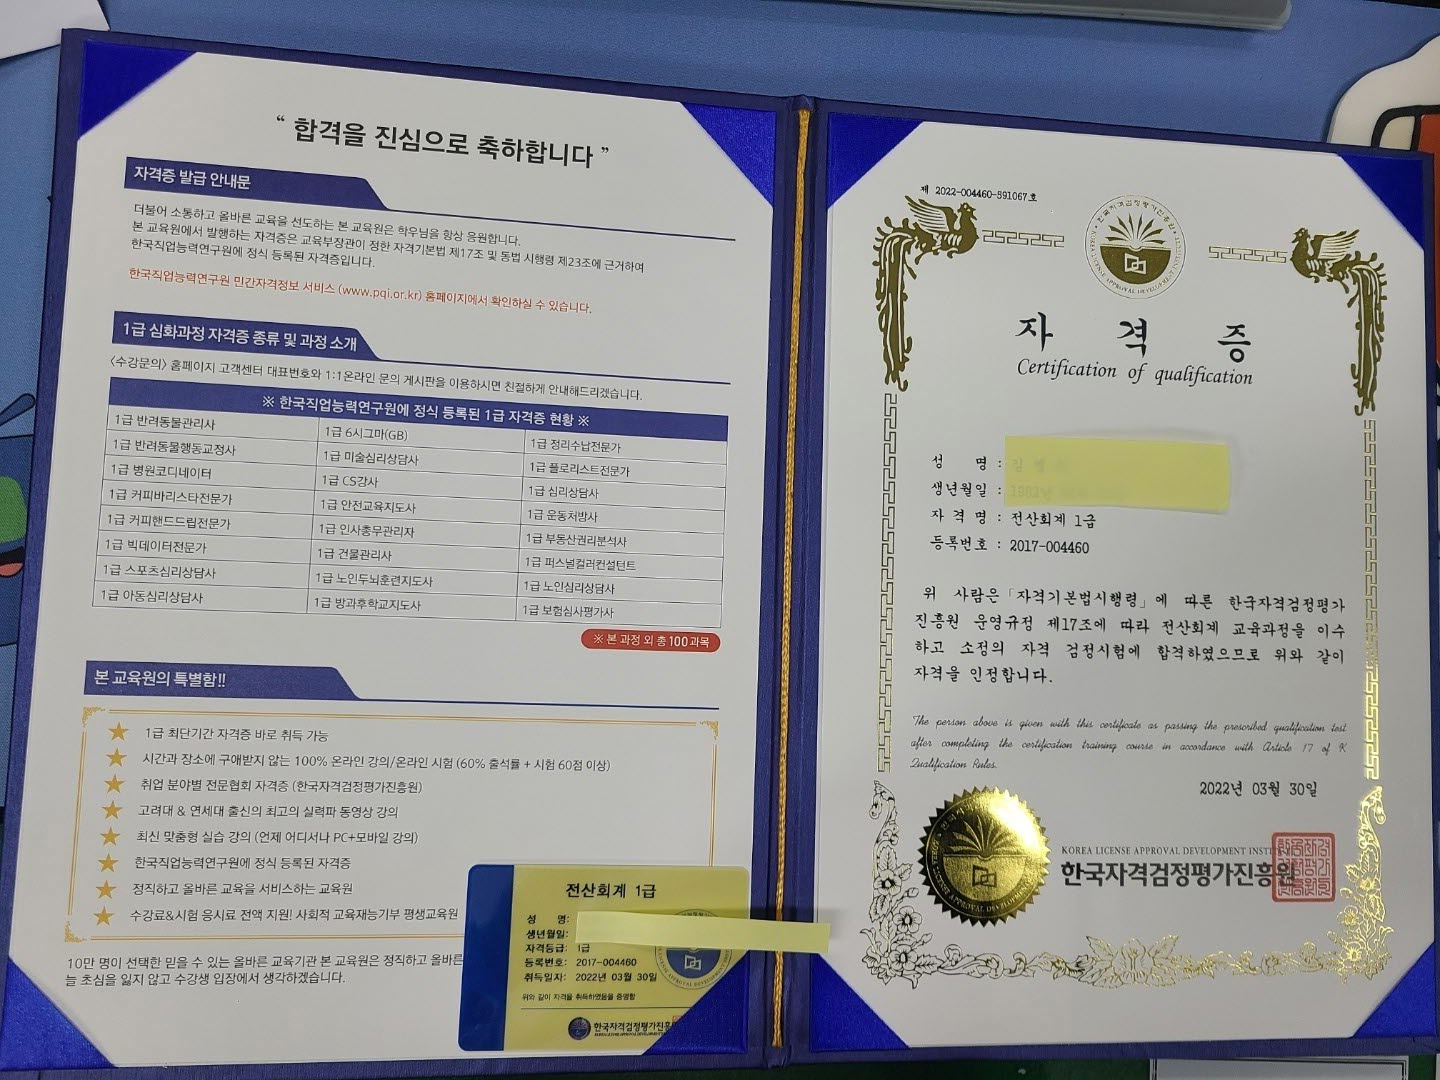 “ 합격을 진심으로 축하합니다 ”
자격증 발급 안내문
더불어 소통하고 올바른 교육을 선도하는 본 교육원은 학우님을 항상 응원합니다.
본 교육원에서 발행하는 자격증은 교육부장관이 정한 자격기본법 제17조 및 동법 시행령 제23조에 근거하여
한국직업능력연구원에 정식 등록된 자격증입니다.
한국직업능력연구원 민간자격정보 서비스 (www.pqi.or.kr) 홈페이지에서 확인하실 수 있습니다.
1급 심화과정 자격증 종류 및 과정 소개
<수강문의> 홈페이지 고객센터 대표번호와 1:1온라인 문의 게시판을 이용하시면 친절하게 안내해드리겠습니다.
※ 한국직업능력연구원에 정식 등록된 1급 자격증 현황 ※
1급 반려동물관리사 1급 6시그마(GB) 1급 정리수납전문가
1급 반려동물행동교정사 1급 미술심리상담사 1급 플로리스트전문가
1급 병원코디네이터 1급 CS강사 1급 심리상담사
1급 커피바리스타전문가 1급 안전교육지도사 1급 운동처방사
1급 커피핸드드립전문가 1급 인사총무관리자 1급 부동산권리분석사
1급 빅데이터전문가 1급 건물관리사 1급 퍼스널컬러컨설턴트
1급 스포츠심리상담사 1급 노인두뇌훈련지도사 1급 노인심리상담사
1급 아동심리상담사 1급 방과후학교지도사 1급 보험심사평가사
※ 본 과정 외 총 100과목
본 교육원의 특별함!!
1급 최단기간 자격증 바로 취득 가능
시간과 장소에 구애받지 않는 100% 온라인 강의/온라인 시험 (60% 출석률 + 시험 60점 이상)
취업 분야별 전문협회 자격증 (한국자격검정평가진흥원)
고려대 & 연세대 출신의 최고의 실력파 동영상 강의
최신 맞춤형 실습 강의 (언제 어디서나 PC+모바일 강의)
한국직업능력연구원에 정식 등록된 자격증
정직하고 올바른 교육을 서비스하는 교육원
수강료&시험 응시료 전액 지원! 사회적 교육재능기부 평생교육원
10만 명이 선택한 믿을 수 있는 올바른 교육기관 본 교육원은 정직하고 올바른
늘 초심을 잃지 않고 수강생 입장에서 생각하겠습니다.
전산회계 1급
성 명:
생년월일:
자격등급: 1급
등록번호: 2017-004460
취득일자: 2022년 03월 30일
위와 같이 자격을 취득하였음을 증명함
한국자격검정평가진흥
제 2022-004460-591067호
자 격 증
Certification of qualification
성 명 :
생년월일 :
자 격 명 : 전산회계 1급
등록번호 : 2017-004460
위 사람은「자격기본법시행령」에 따른 한국자격검정평가
진흥원 운영규정 제17조에 따라 전산회계 교육과정을 이수
하고 소정의 자격 검정시험에 합격하였으므로 위와 같이
자격을 인정합니다.
The person above is given with this certificate as passing the prescribed qualification test
after completing the certification training course in accordance with Article 17 of K
Qualification Rules.
2022년 03월 30일
KOREA LICENSE APPROVAL DEVELOPMENT
한국자격검정평가진흥원